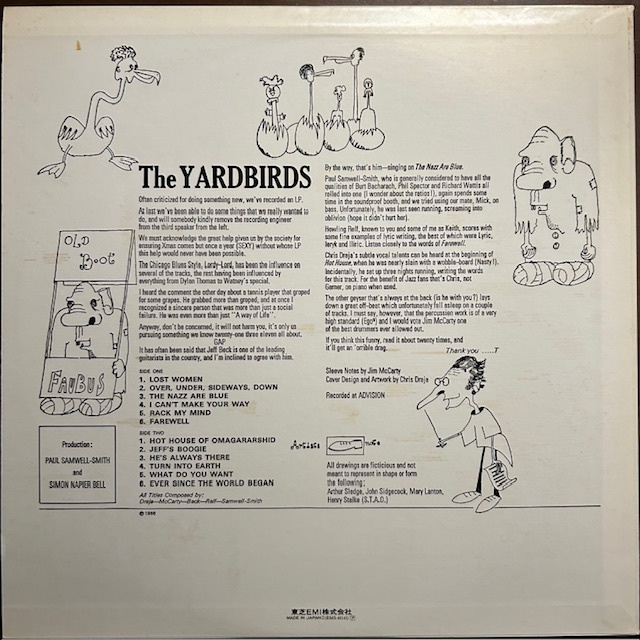 The YARDBIRDS
Often criticized for doing something new, we've recorded an LP.
At last we've been able to do some things that we really wanted to
do, and will somebody kindly remove the recording engineer
from the third speaker from the left.
We must acknowledge the great help given us by the society for
ensuring Xmas comes but once a year (SEXY) without whose LP
this help would never have been possible.
The Chicago Blues Style, Lardy-Lard, has been the influence on
several of the tracks, the rest having been influenced by
everything from Dylan Thomas to Watney's special.
I heard the comment the other day about a tennis player that groped
for some grapes. He grabbed more groped, and at once I
recognized a sincere person that was more than just a social
failure. He was even more than just "A way of Life".
Anyway, don't be concerned, it will not harm you, it's only us
pursuing something we know twenty-one three eleven all about.
GAF
It has often been said that Jeff Beck is one of the leading
guitarists in the country, and I'm inclined to agree with him.
SIDE ONE
1. LOST WOMEN
2. OVER, UNDER, SIDEWAYS, DOWN
3. THE NAZZ ARE BLUE
4. I CAN'T MAKE YOUR WAY
5. RACK MY MIND
6. FAREWELL
SIDE TWO
1. HOT HOUSE OF OMAGARARSHID
2. JEFF'S BOOGIE
3. HE'S ALWAYS THERE
4. TURN INTO EARTH
5. WHAT DO YOU WANT
6. EVER SINCE THE WORLD BEGAN
All Titles Composed by:
Dreja—McCarty—Beck—Relf—Samwell-Smith
℗ 1966
By the way, that's him—singing on The Nazz Are Blue.
Paul Samwell-Smith, who is generally considered to have all the
qualities of Burt Bacharach, Phil Spector and Richard Wattis all
rolled into one (I wonder about the ratios!), again spends some
time in the soundproof booth, and we tried using our mate, Mick, on
bass. Unfortunately, he was last seen running, screaming into
oblivion (hope it didn't hurt her).
Howling Relf, known to you and some of me as Keith, scores with
some fine examples of lyric writing, the best of which were Lyric,
leryk and lliric. Listen closely to the words of Farewell.
Chris Dreja's subtle vocal talents can be heard at the beginning of
Hot House, when he was nearly slain with a wobble-board (Nasty!).
Incidentally, he sat up three nights running, writing the words
for this track. For the benefit of Jazz fans that's Chris, not
Garner, on piano when used.
The other geyser that's always at the back (is he with you?) lays
down a great off-beat which unfortunately fell asleep on a couple
of tracks. I must say, however, that the percussion work is of a very
high standard (Ego) and I would vote Jim McCarty one
of the best drummers ever allowed out.
If you think this funny, read it about twenty times, and
it'll get an 'orrible drag.
Thank you .....T
Sleeve Notes by Jim McCarty
Cover Design and Artwork by Chris Dreja
Recorded at ADVISION
Artists note
All drawings are ficticious and not
meant to represent in shape or form
the following:
Arthur Sledge, John Sidgecock, Mary Lanton,
Henry Stalke (S.T.A.O.)
OLD
Boot
FAUBUS
Production:
PAUL SAMWELL-SMITH
and
SIMON NAPIER BELL
東芝EMI株式会社
MADE IN JAPAN